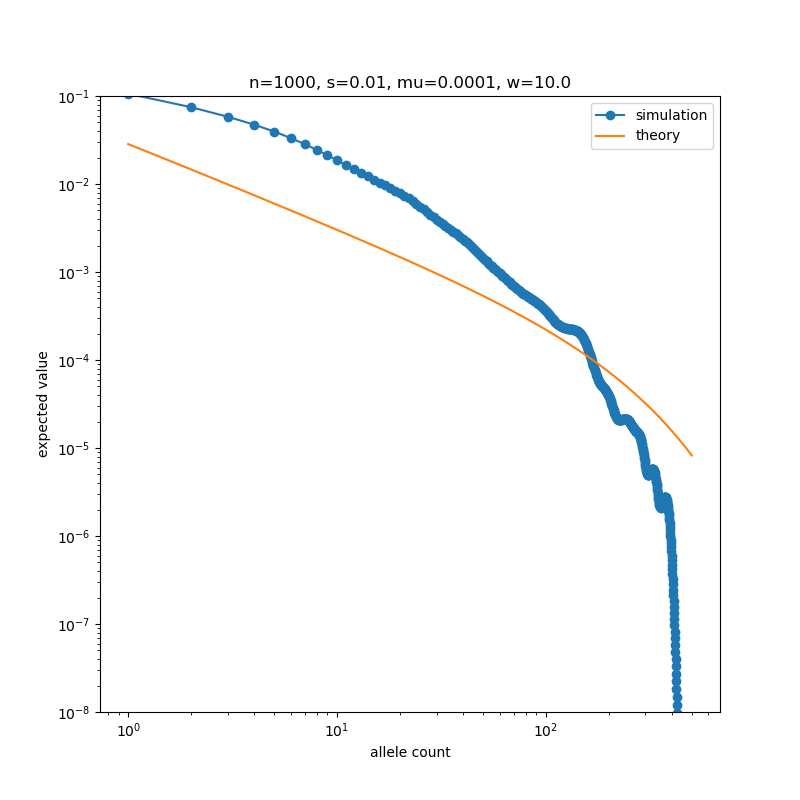 n=1000, s=0.01, mu=0.0001, w=10.0
simulation
theory
expected value
10⁻¹
10⁻²
10⁻³
10⁻⁴
10⁻⁵
10⁻⁶
10⁻⁷
10⁻⁸
10⁰
10¹
10²
allele count